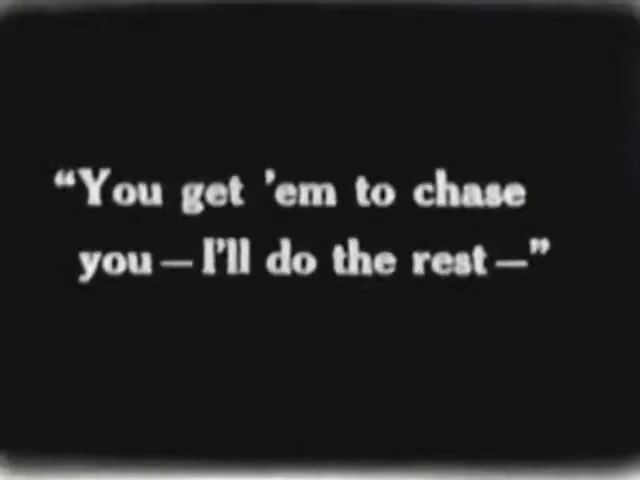 “You get ’em to chase
you—I’ll do the rest—”